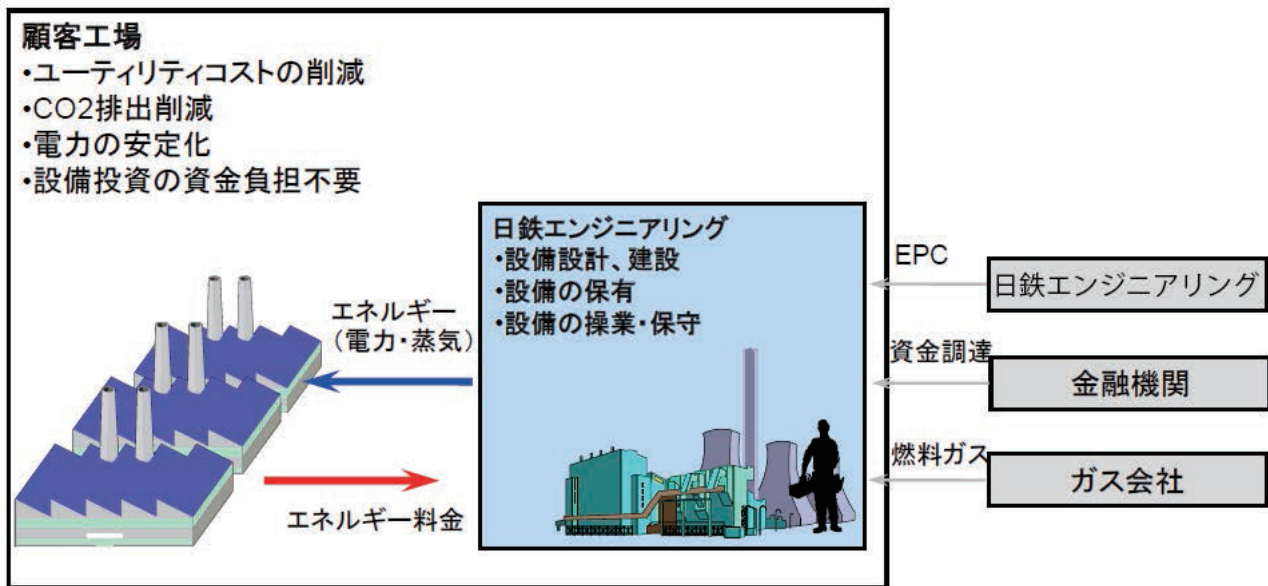 顧客工場
・ユーティリティコストの削減
・CO2排出削減
・電力の安定化
・設備投資の資金負担不要
日鉄エンジニアリング
・設備設計、建設
・設備の保有
・設備の操業・保守
エネルギー
(電力・蒸気)
エネルギー料金
EPC
日鉄エンジニアリング
資金調達
金融機関
燃料ガス
ガス会社